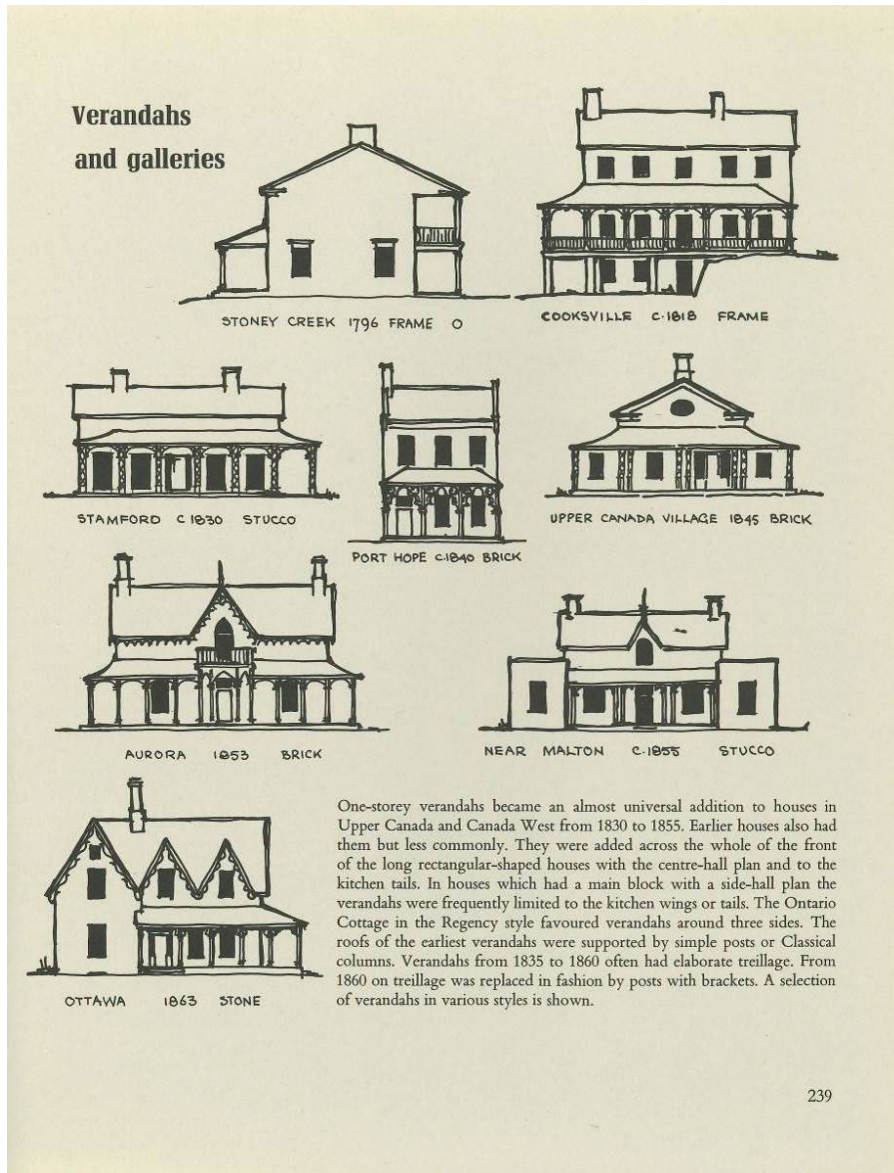 Verandahs
and galleries
STONEY CREEK 1796 FRAME O
COOKSVILLE C.1818 FRAME
STAMFORD C 1830 STUCCO
PORT HOPE C.1840 BRICK
UPPER CANADA VILLAGE 1845 BRICK
AURORA 1853 BRICK
NEAR MALTON C.1855 STUCCO
OTTAWA 1863 STONE
One-storey verandahs became an almost universal addition to houses in
Upper Canada and Canada West from 1830 to 1855. Earlier houses also had
them but less commonly. They were added across the whole of the front
of the long rectangular-shaped houses with the centre-hall plan and to the
kitchen tails. In houses which had a main block with a side-hall plan the
verandahs were frequently limited to the kitchen wings or tails. The Ontario
Cottage in the Regency style favoured verandahs around three sides. The
roofs of the earliest verandahs were supported by simple posts or Classical
columns. Verandahs from 1835 to 1860 often had elaborate treillage. From
1860 on treillage was replaced in fashion by posts with brackets. A selection
of verandahs in various styles is shown.
239